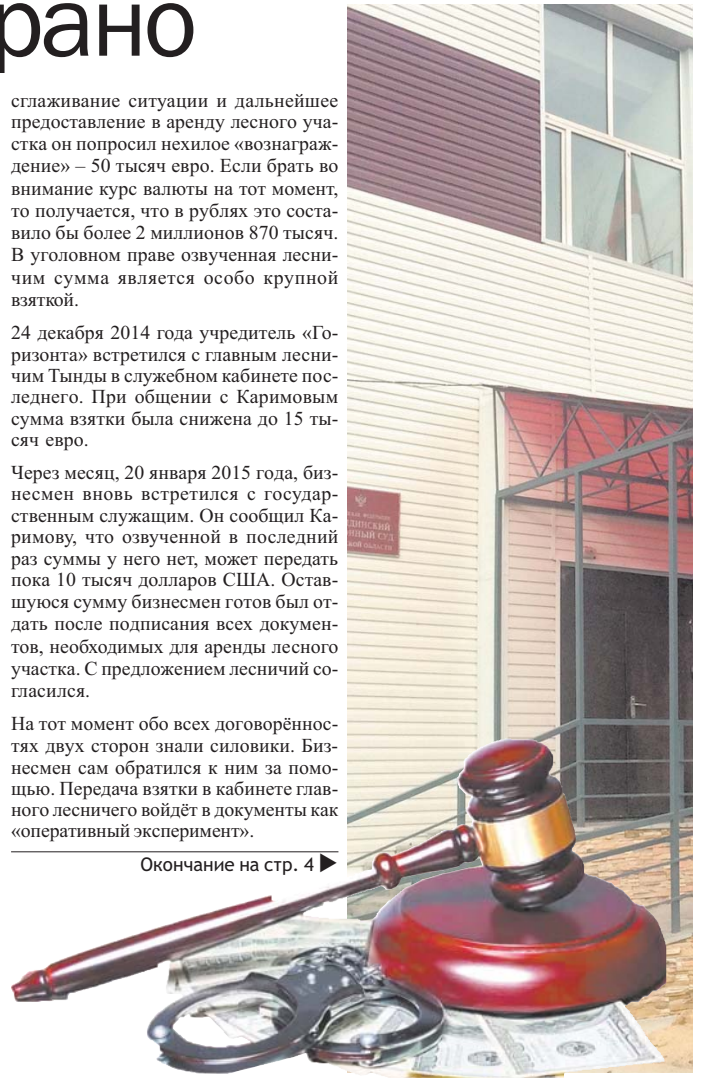 рано
сглаживание ситуации и дальнейшее
предоставление в аренду лесного уча-
стка он попросил нехилое «вознаграж-
дение» – 50 тысяч евро. Если брать во
внимание курс валюты на тот момент,
то получается, что в рублях это соста-
вило бы более 2 миллионов 870 тысяч.
В уголовном праве озвученная лесни-
чим сумма является особо крупной
взяткой.
24 декабря 2014 года учредитель «Го-
ризонта» встретился с главным лесни-
чим Тынды в служебном кабинете пос-
леднего. При общении с Каримовым
сумма взятки была снижена до 15 ты-
сяч евро.
Через месяц, 20 января 2015 года, биз-
несмен вновь встретился с государ-
ственным служащим. Он сообщил Ка-
римову, что озвученной в последний
раз суммы у него нет, может передать
пока 10 тысяч долларов США. Остав-
шуюся сумму бизнесмен готов был от-
дать после подписания всех докумен-
тов, необходимых для аренды лесного
участка. С предложением лесничий со-
гласился.
На тот момент обо всех договорённос-
тях двух сторон знали силовики. Биз-
несмен сам обратился к ним за помо-
щью. Передача взятки в кабинете глав-
ного лесничего войдёт в документы как
«оперативный эксперимент».
Окончание на стр. 4 ▶
ДИНСКИЙ
ННЫЙ СУД
ОБЛАСТИ